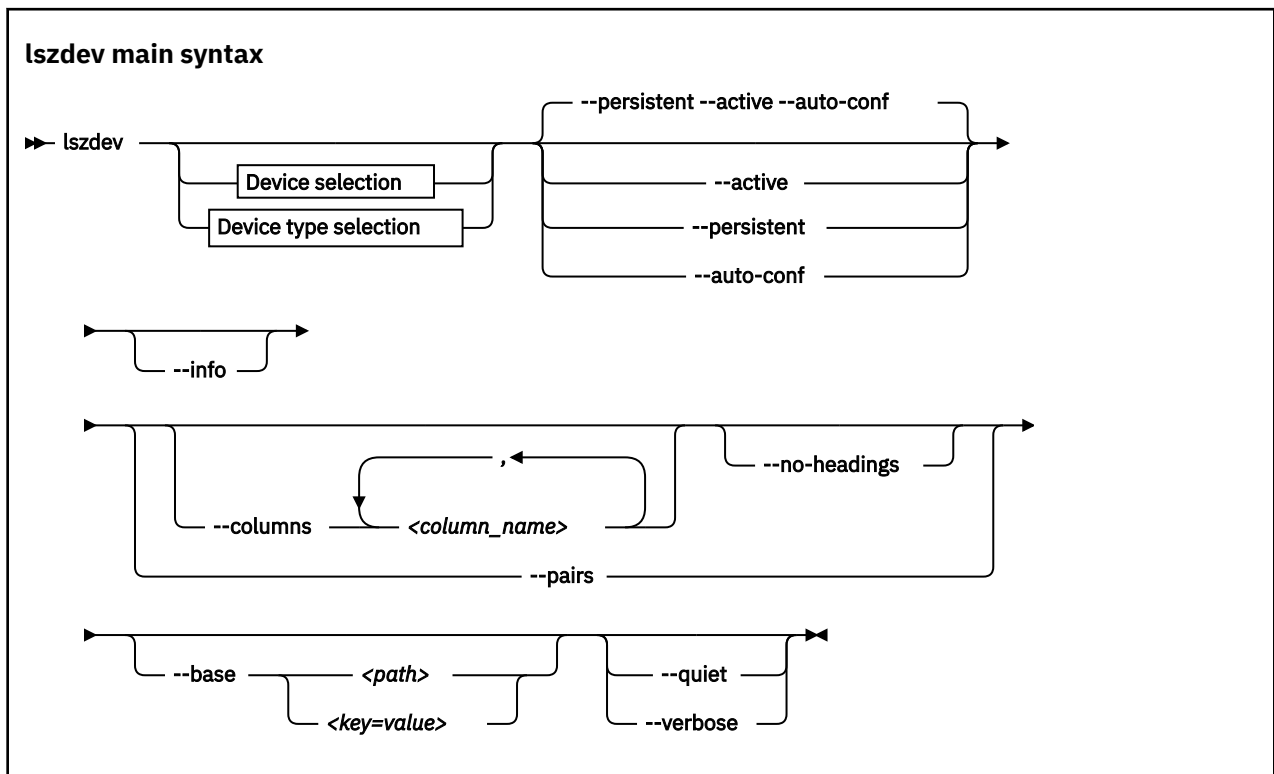 lszdev main syntax
--persistent --active --auto-conf
lszdev
Device selection
--active
Device type selection
--persistent
--auto-conf
--info
,
--no-headings
--columns
<column_name>
--pairs
--base
<path>
--quiet
<key=value>
--verbose